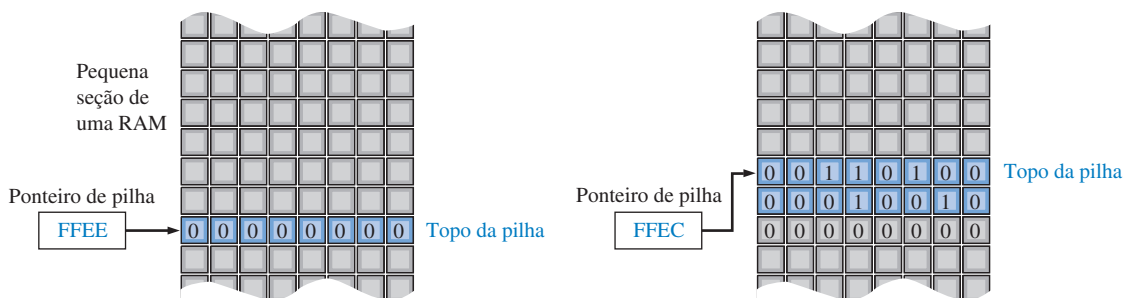 Pequena
seção de
uma RAM
Ponteiro de pilha
FFEE
0 0 0 0 0 0 0 0
Topo da pilha
Ponteiro de pilha
FFEC
0 0 1 1 0 1 0 0
Topo da pilha
0 0 0 1 0 0 1 0
0 0 0 0 0 0 0 0